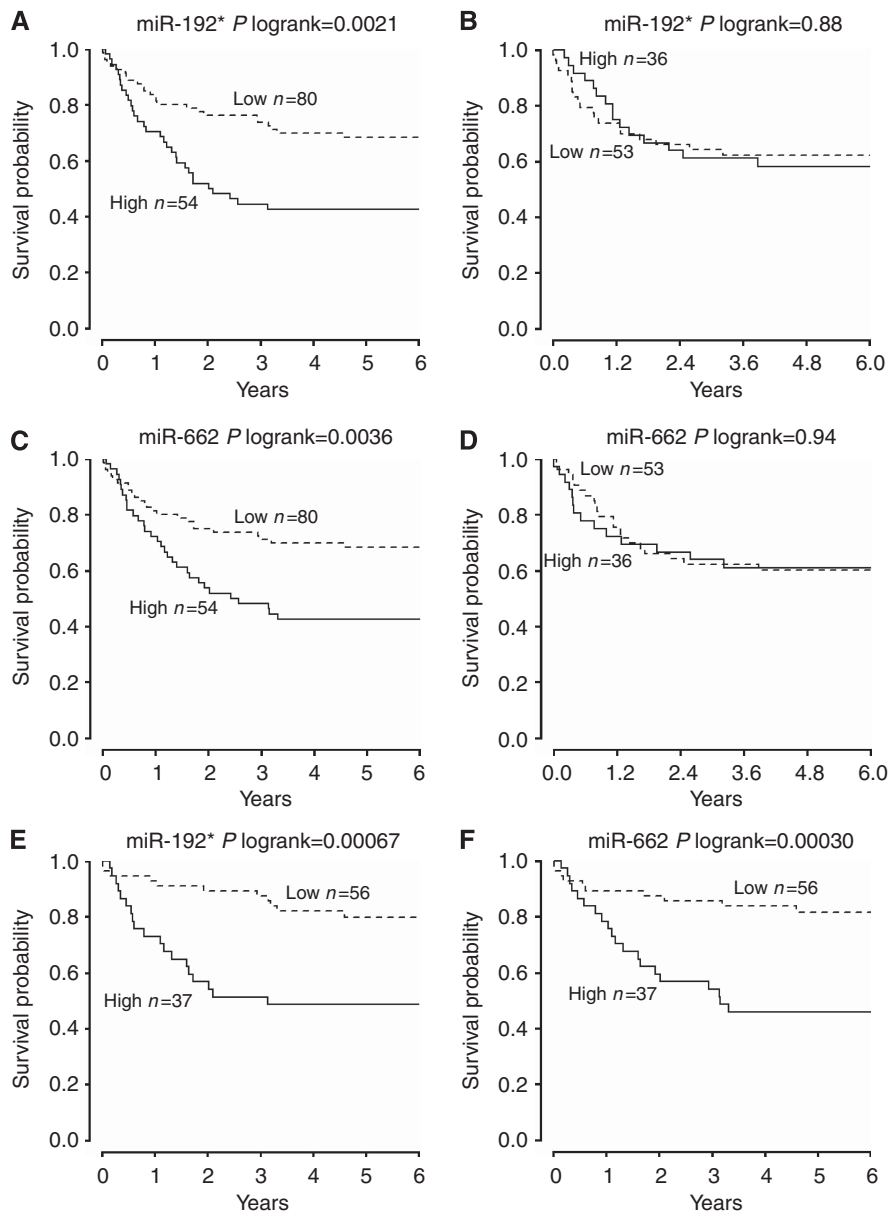 A
miR-192* P logrank=0.0021
1.0
0.8
0.6
0.4
0.2
0.0
Survival probability
Low n=80
High n=54
0 1 2 3 4 5 6
Years
B
miR-192* P logrank=0.88
1.0
0.8
0.6
0.4
0.2
0.0
Survival probability
High n=36
Low n=53
0.0 1.2 2.4 3.6 4.8 6.0
Years
C
miR-662 P logrank=0.0036
1.0
0.8
0.6
0.4
0.2
0.0
Survival probability
Low n=80
High n=54
0 1 2 3 4 5 6
Years
D
miR-662 P logrank=0.94
1.0
0.8
0.6
0.4
0.2
0.0
Survival probability
Low n=53
High n=36
0.0 1.2 2.4 3.6 4.8 6.0
Years
E
miR-192* P logrank=0.00067
1.0
0.8
0.6
0.4
0.2
0.0
Survival probability
Low n=56
High n=37
0 1 2 3 4 5 6
Years
F
miR-662 P logrank=0.00030
1.0
0.8
0.6
0.4
0.2
0.0
Survival probability
Low n=56
High n=37
0 1 2 3 4 5 6
Years